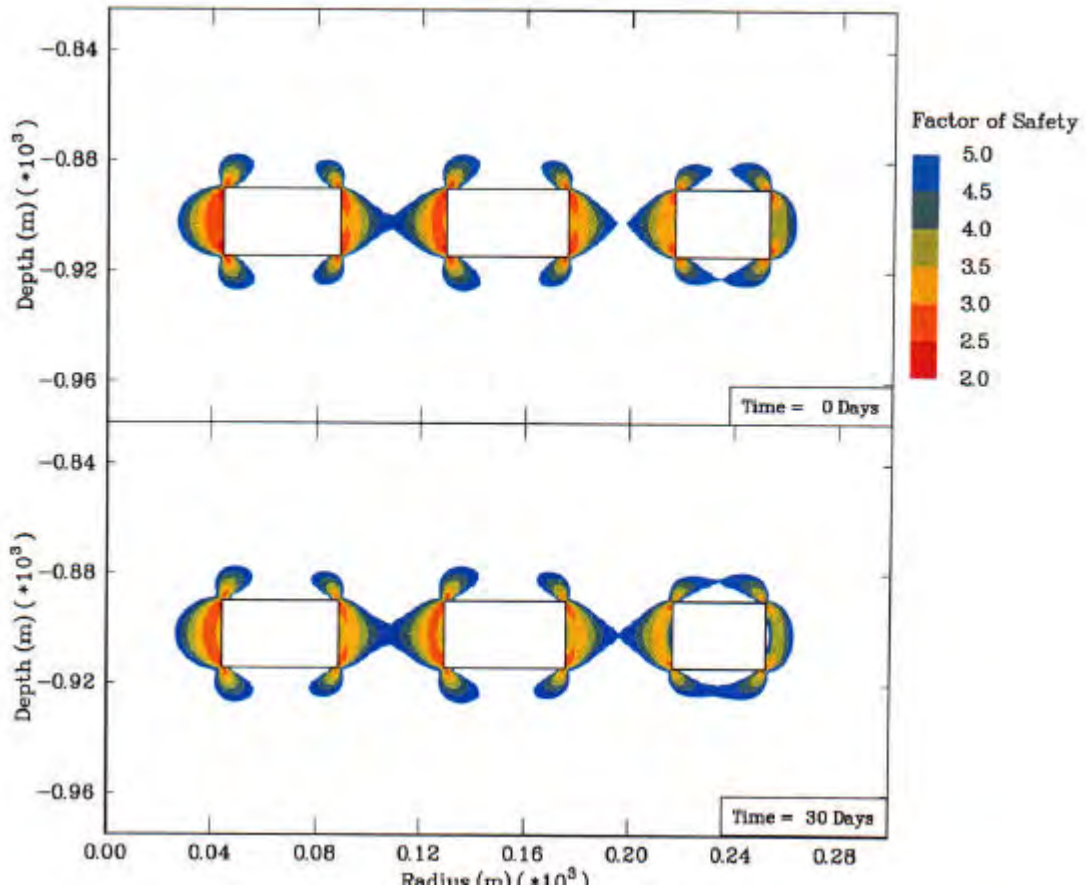 Factor of Safety
5.0
4.5
4.0
3.5
3.0
2.5
2.0
Depth (m) ( *10³)
−0.84
−0.88
−0.92
−0.96
Time = 0 Days
Depth (m) ( *10³)
−0.84
−0.88
−0.92
−0.96
Time = 30 Days
0.00 0.04 0.08 0.12 0.16 0.20 0.24 0.28
Radius (m) ( *10³)